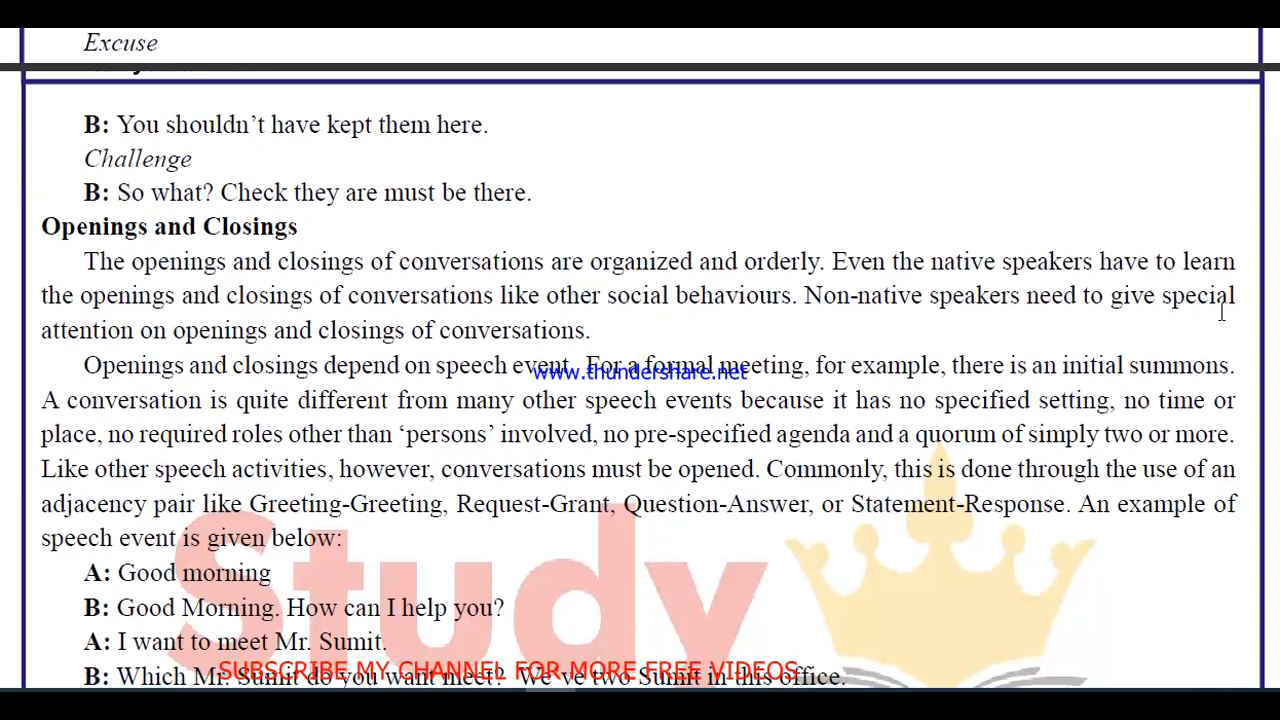 Excuse
B: You shouldn’t have kept them here.
Challenge
B: So what? Check they are must be there.
Openings and Closings
The openings and closings of conversations are organized and orderly. Even the native speakers have to learn
the openings and closings of conversations like other social behaviours. Non-native speakers need to give special
attention on openings and closings of conversations.
Openings and closings depend on speech event. For a formal meeting, for example, there is an initial summons.
www.thundershare.net
A conversation is quite different from many other speech events because it has no specified setting, no time or
place, no required roles other than ‘persons’ involved, no pre-specified agenda and a quorum of simply two or more.
Like other speech activities, however, conversations must be opened. Commonly, this is done through the use of an
adjacency pair like Greeting-Greeting, Request-Grant, Question-Answer, or Statement-Response. An example of
speech event is given below:
Study
A: Good morning
B: Good Morning. How can I help you?
A: I want to meet Mr. Sumit.
SUBSCRIBE MY CHANNEL FOR MORE FREE VIDEOS
B: Which Mr. Sumit do you want meet? We’ve two Sumit in this office.